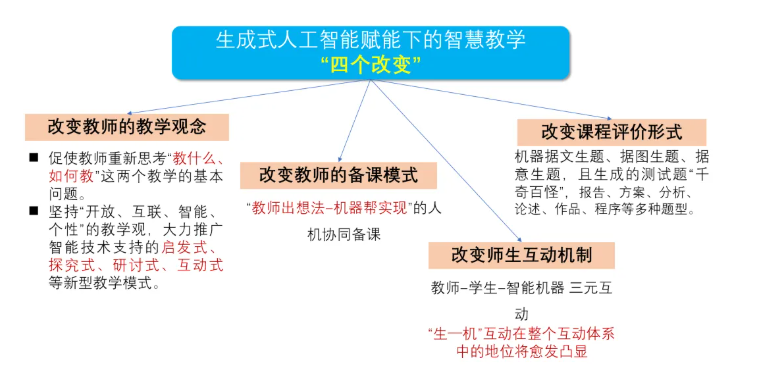 生成式人工智能赋能下的智慧教学
“四个改变”
改变教师的教学观念
■ 促使教师重新思考“教什么、
如何教”这两个教学的基本
问题。
■ 坚持“开放、互联、智能、
个性”的教学观，大力推广
智能技术支持的启发式、
探究式、研讨式、互动式
等新型教学模式。
改变教师的备课模式
“教师出想法–机器帮实现”的人
机协同备课
改变师生互动机制
教师–学生–智能机器 三元互
动
“生—机”互动在整个互动体系
中的地位将愈发凸显
改变课程评价形式
机器据文生题、据图生题、据
意生题，且生成的测试题“千
奇百怪”，报告、方案、分析、
论述、作品、程序等多种题型。